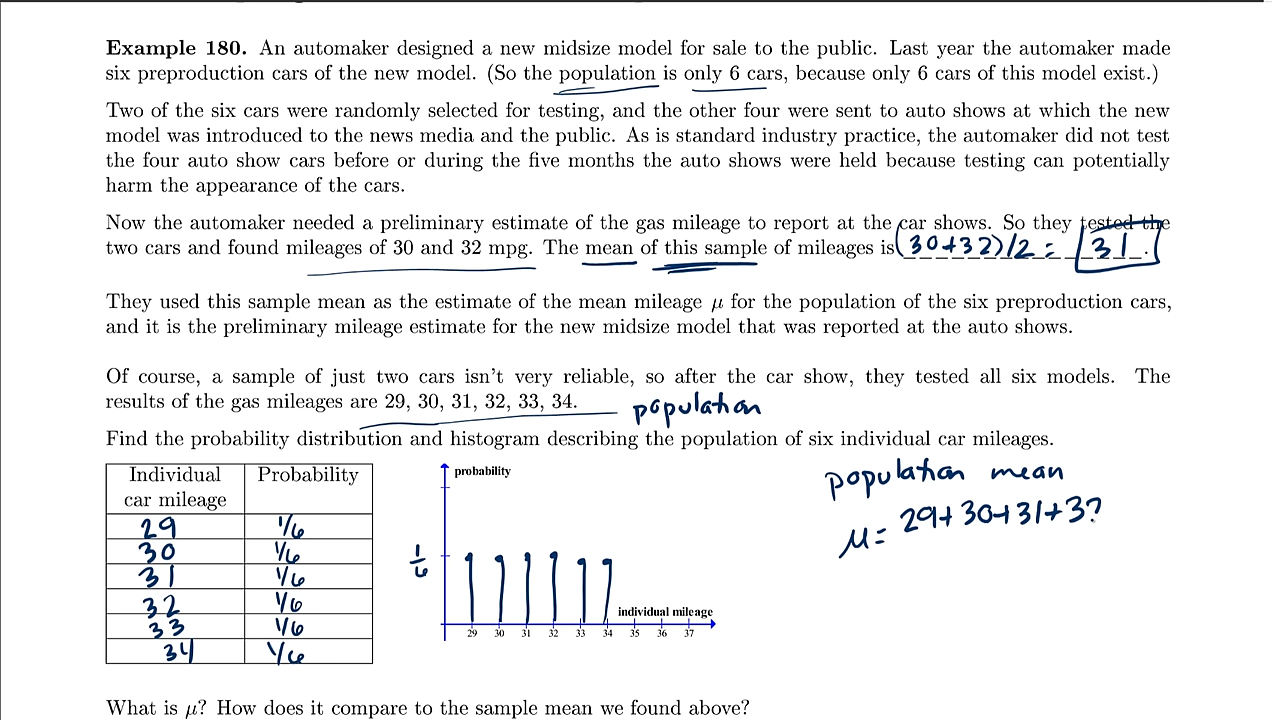 Example 180. An automaker designed a new midsize model for sale to the public. Last year the automaker made
six preproduction cars of the new model. (So the population is only 6 cars, because only 6 cars of this model exist.)
Two of the six cars were randomly selected for testing, and the other four were sent to auto shows at which the new
model was introduced to the news media and the public. As is standard industry practice, the automaker did not test
the four auto show cars before or during the five months the auto shows were held because testing can potentially
harm the appearance of the cars.
Now the automaker needed a preliminary estimate of the gas mileage to report at the car shows. So they tested the
two cars and found mileages of 30 and 32 mpg. The mean of this sample of mileages is (30+32)/2 = 31.
They used this sample mean as the estimate of the mean mileage μ for the population of the six preproduction cars,
and it is the preliminary mileage estimate for the new midsize model that was reported at the auto shows.
Of course, a sample of just two cars isn't very reliable, so after the car show, they tested all six models. The
results of the gas mileages are 29, 30, 31, 32, 33, 34. population
Find the probability distribution and histogram describing the population of six individual car mileages.
Individual car mileage Probability
29 1/6
30 1/6
31 1/6
32 1/6
33 1/6
34 1/6
probability
1/6
individual mileage
29 30 31 32 33 34 35 36 37
population mean
μ = 29+30+31+3
What is μ? How does it compare to the sample mean we found above?